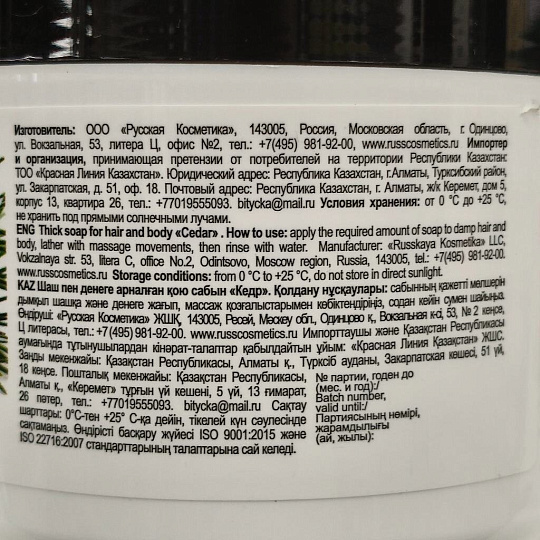 Изготовитель: ООО «Русская Косметика», 143005, Россия, Московская область, г. Одинцово,
ул. Вокзальная, 53, литера Ц, офис №2, тел.: +7(495) 981-92-00, www.russcosmetics.ru Импортер
и организация, принимающая претензии от потребителей на территории Республики Казахстан:
ТОО «Красная Линия Казахстан». Юридический адрес: Республика Казахстан, г.Алматы, Турксибский район,
ул. Закарпатская, д. 51, оф. 18. Почтовый адрес: Республика Казахстан, г. Алматы, ж/к Керемет, дом 5,
корпус 13, квартира 26, тел.: +77019555093. bitycka@mail.ru Условия хранения: от 0 °C до +25 °C,
не хранить под прямыми солнечными лучами.
ENG Thick soap for hair and body «Cedar» . How to use: apply the required amount of soap to damp hair and
body, lather with massage movements, then rinse with water. Manufacturer: «Russkaya Kosmetika» LLC,
Vokzalnaya str. 53, litera C, office No.2, Odintsovo, Moscow region, Russia, 143005, tel.: +7(495) 981-92-00.
www.russcosmetics.ru Storage conditions: from 0 °C to +25 °C, do not store in direct sunlight.
KAZ Шаш пен денеге арналған қою сабын «Кедр». Қолдану нұсқаулары: сабынның қажетті мөлшерін
дымқыл шашқа және денеге жағып, массаж қозғалыстарымен көбіктендіріңіз, содан кейін сумен шайыңыз.
Өндіруші: «Русская Косметика» ЖШҚ, 143005, Ресей, Мәскеу обл., Одинцово қ., Вокзальная к-сі, 53, № 2 кеңсе,
Ц литерасы, тел.: +7(495) 981-92-00. www.russcosmetics.ru Импорттаушы және Қазақстан Республикасы
аумағында тұтынушылардан кінәрат-талаптар қабылдайтын ұйым: «Красная Линия Қазақстан» ЖШС.
Заңды мекенжайы: Қазақстан Республикасы, Алматы қ., Түрксіб ауданы, Закарпатская көшесі, 51 үй,
18 кеңсе. Пошталық мекенжайы: Қазақстан Республикасы,
Алматы қ., «Керемет» тұрғын үй кешені, 5 үй, 13 ғимарат,
26 пәтер, тел.: +77019555093. bitycka@mail.ru Сақтау
шарттары: 0°C-тен +25° C-қа дейін, тікелей күн сәулесінде
сақтамаңыз. Өндірісті басқару жүйесі ISO 9001:2015 және
ISO 22716:2007 стандарттарының талаптарына сай келеді.
№ партии, годен до
(мес. и год):/
Batch number,
valid until:/
Партиясының нөмірі,
жарамдылығы
(ай, жылы):